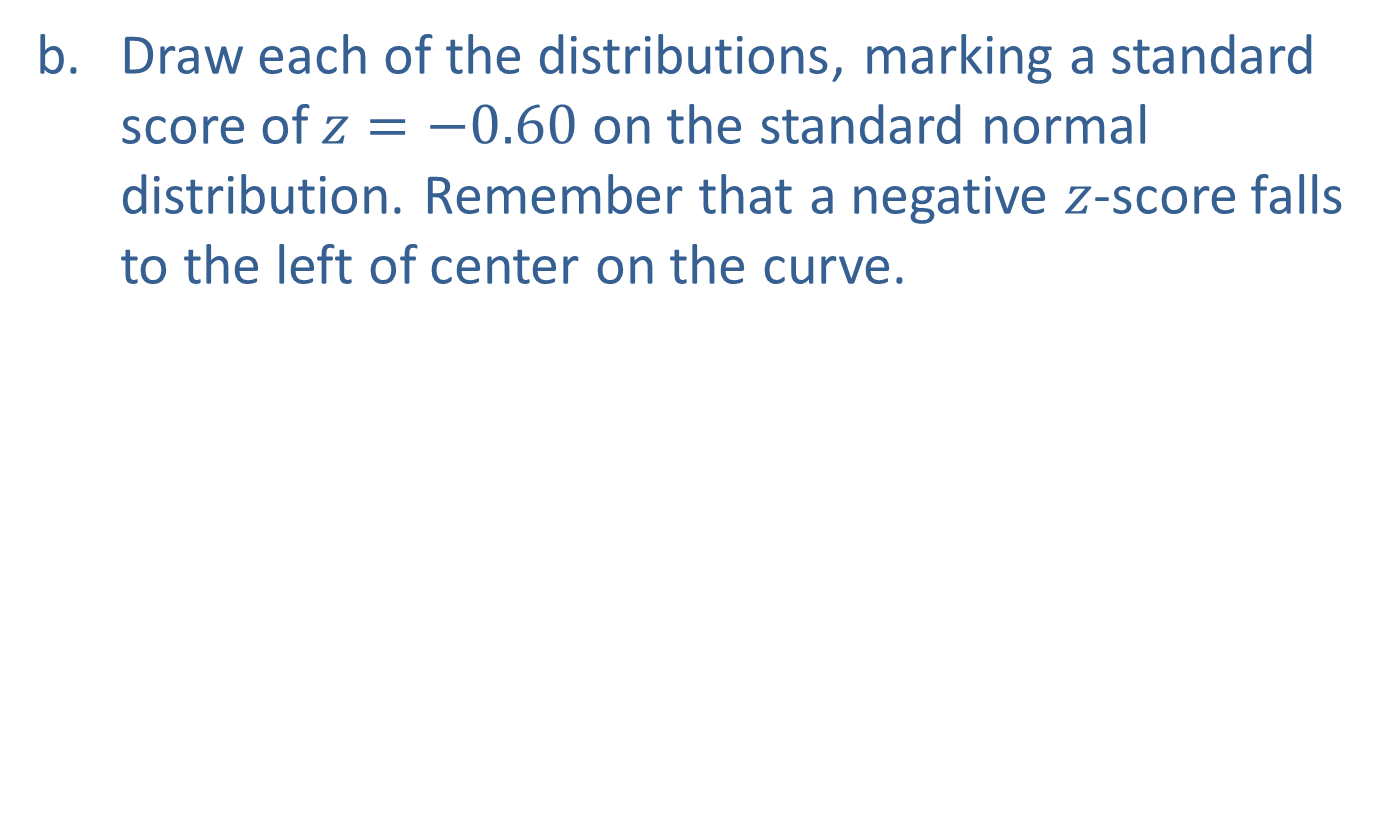 b. Draw each of the distributions, marking a standard
score of z = −0.60 on the standard normal
distribution. Remember that a negative z-score falls
to the left of center on the curve.